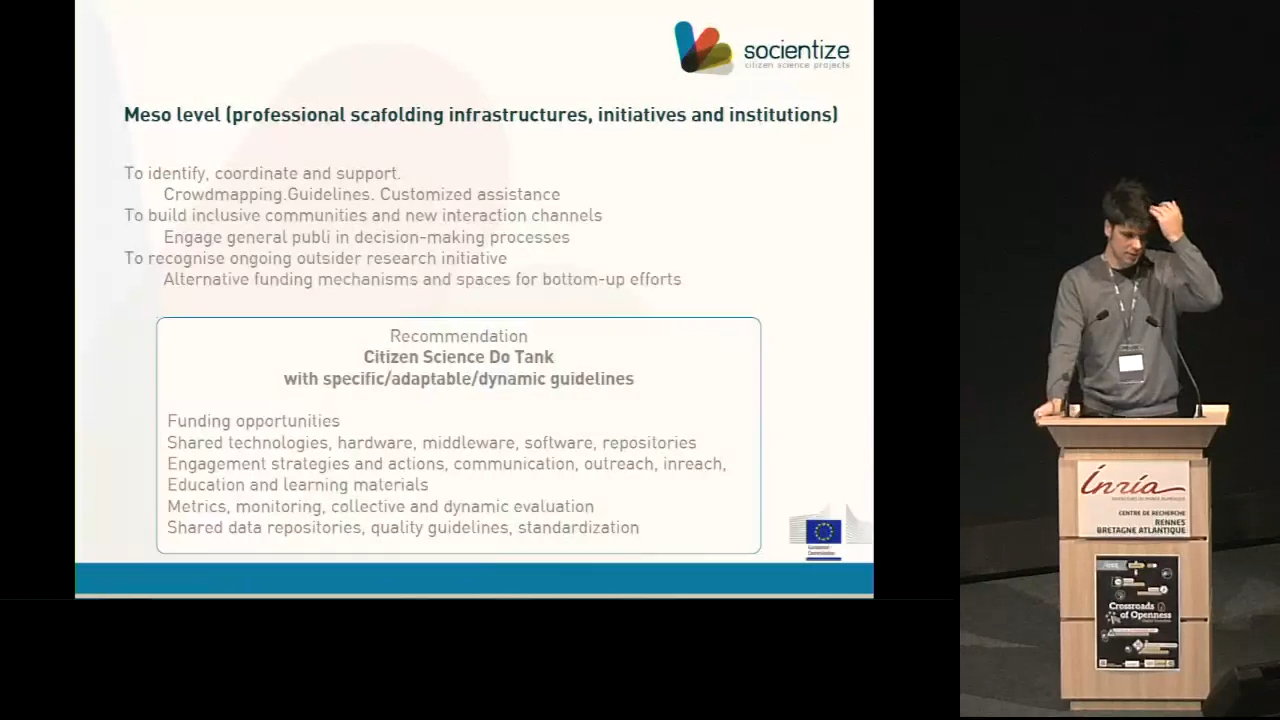 socientize
citizen science projects
Meso level (professional scafolding infrastructures, initiatives and institutions)
To identify, coordinate and support.
Crowdmapping.Guidelines. Customized assistance
To build inclusive communities and new interaction channels
Engage general publi in decision-making processes
To recognise ongoing outsider research initiative
Alternative funding mechanisms and spaces for bottom-up efforts
Recommendation
Citizen Science Do Tank
with specific/adaptable/dynamic guidelines
Funding opportunities
Shared technologies, hardware, middleware, software, repositories
Engagement strategies and actions, communication, outreach, inreach,
Education and learning materials
Metrics, monitoring, collective and dynamic evaluation
Shared data repositories, quality guidelines, standardization
European
Commission
Inria
CENTRE DE RECHERCHE
RENNES
BRETAGNE ATLANTIQUE
Crossroads
of Openness